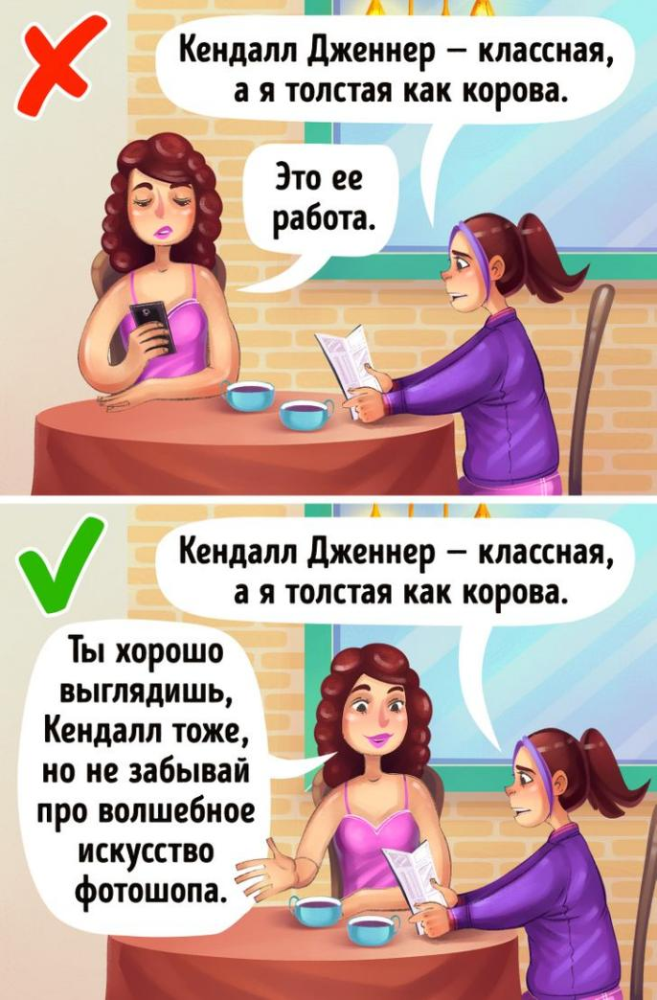 Кендалл Дженнер – классная,
а я толстая как корова.
Это ее
работа.
Кендалл Дженнер – классная,
а я толстая как корова.
Ты хорошо
выглядишь,
Кендалл тоже,
но не забывай
про волшебное
искусство
фотошопа.